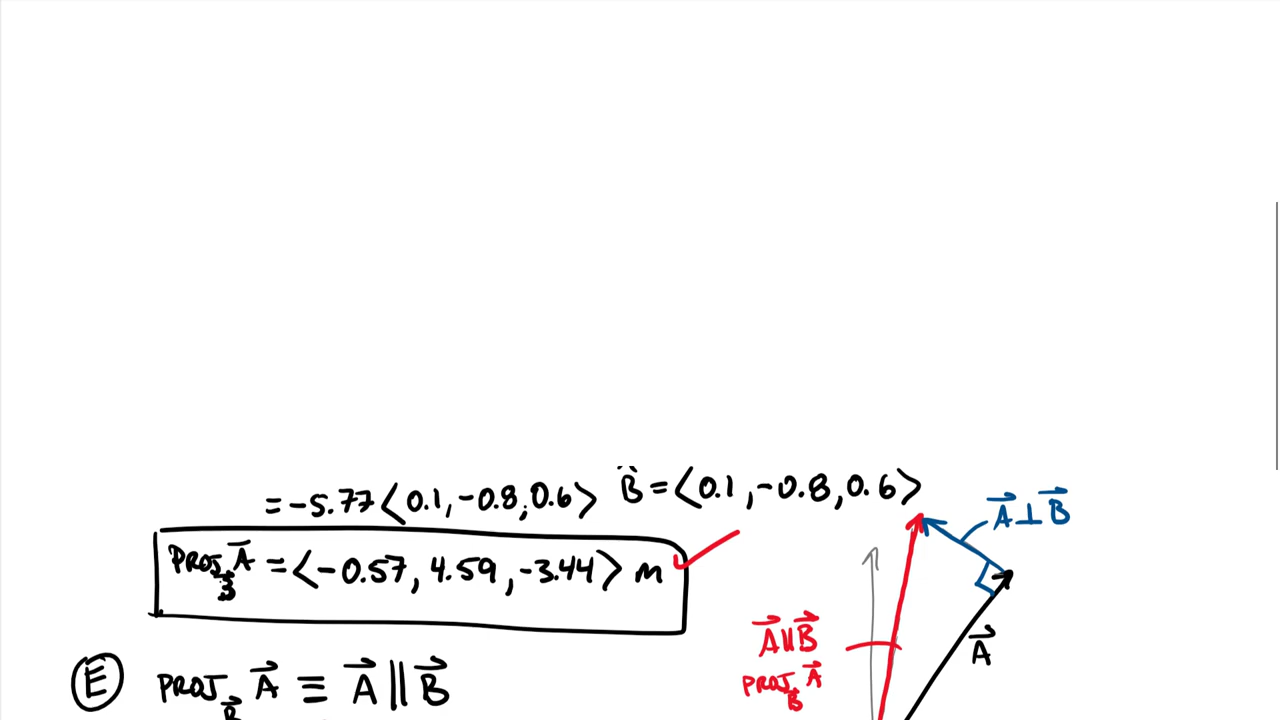 = -5.77 ⟨0.1, -0.8, 0.6⟩ B̂ = ⟨0.1, -0.8, 0.6⟩
PROJ_B⃗ A⃗ = ⟨-0.57, 4.59, -3.44⟩ m
A⃗ ⊥ B⃗
A⃗ ∥ B⃗
PROJ_B⃗ A⃗
A⃗
Ⓔ PROJ_B⃗ A⃗ ≡ A⃗ ∥ B⃗